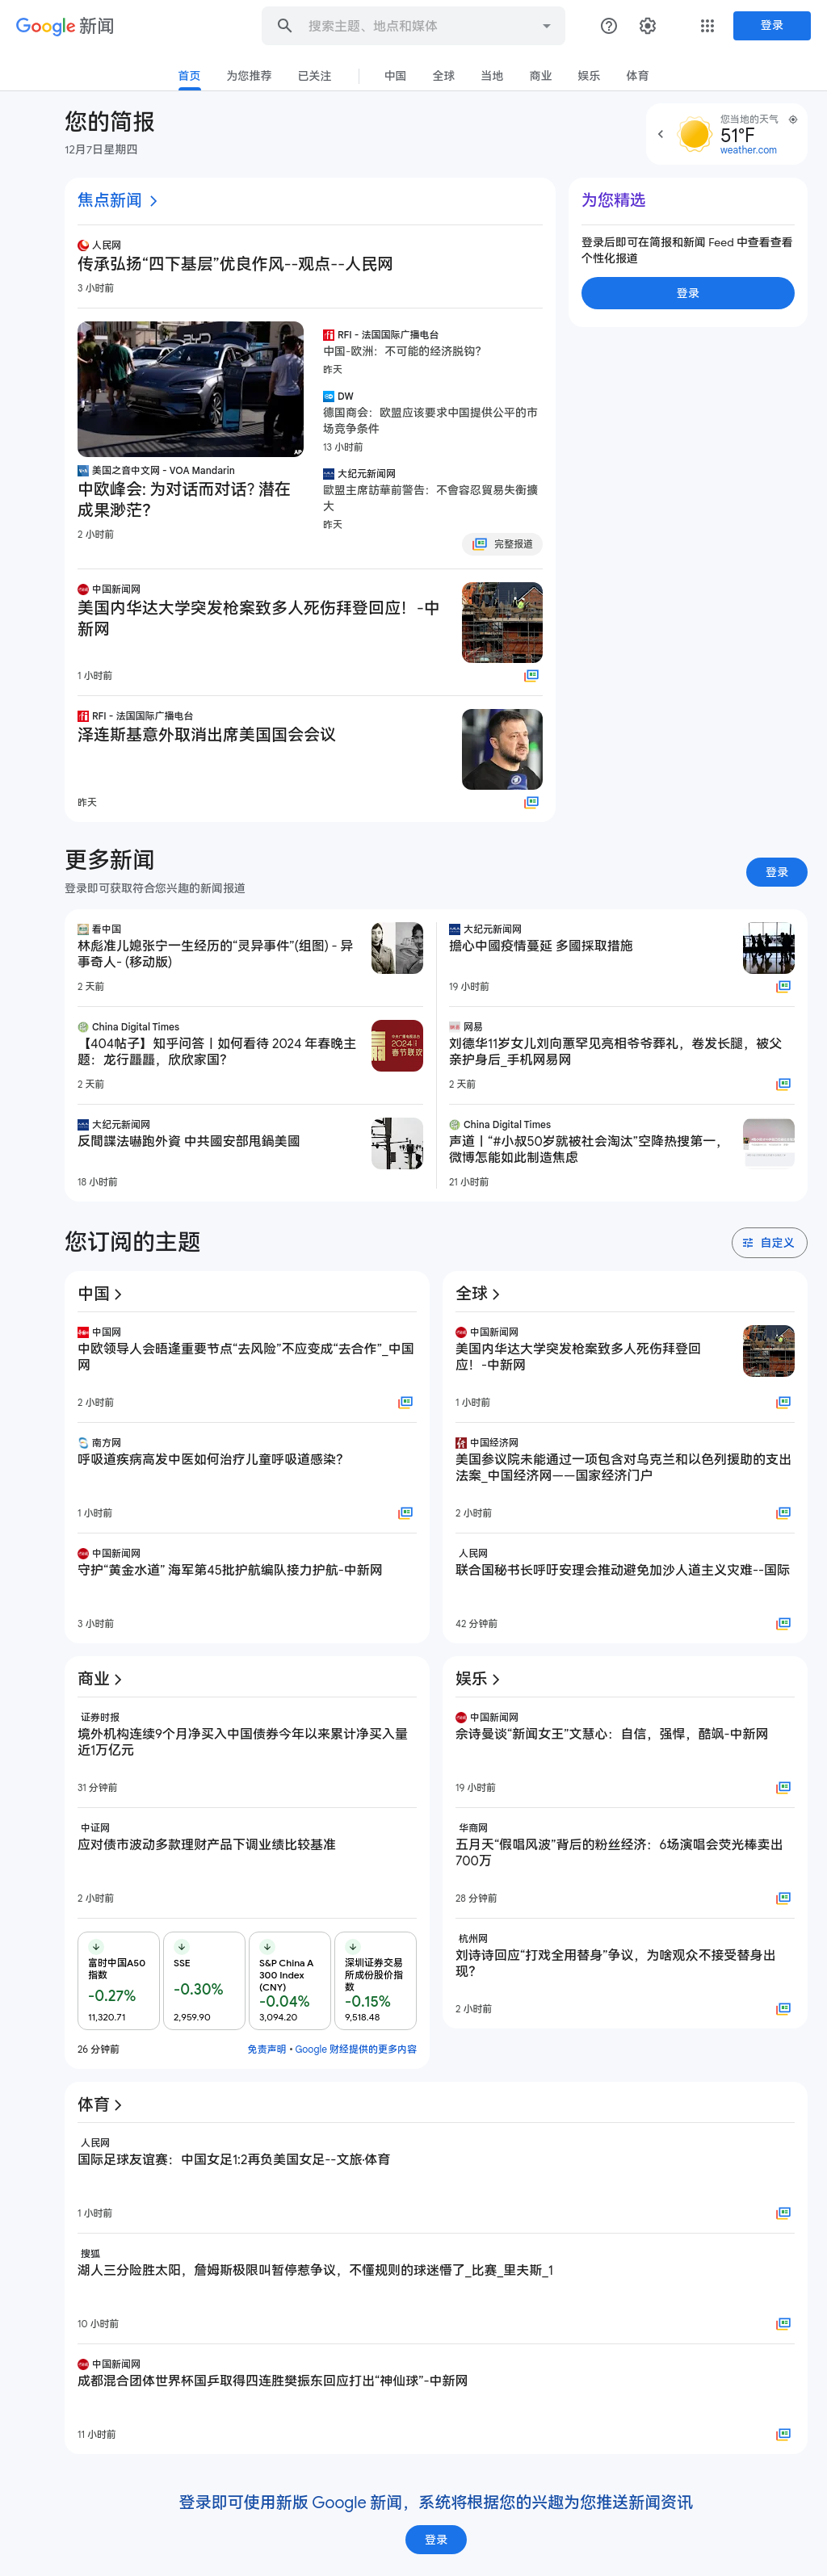 Google 新闻
搜索主题、地点和媒体
登录
首页
为您推荐
已关注
中国
全球
当地
商业
娱乐
体育
您的简报
12月7日星期四
您当地的天气
51°F
weather.com
焦点新闻
人民网
传承弘扬“四下基层”优良作风--观点--人民网
3 小时前
AP
美国之音中文网 - VOA Mandarin
中欧峰会: 为对话而对话? 潜在
成果渺茫?
2 小时前
RFI - 法国国际广播电台
中国-欧洲：不可能的经济脱钩?
昨天
DW
德国商会：欧盟应该要求中国提供公平的市
场竞争条件
13 小时前
大纪元新闻网
歐盟主席訪華前警告：不會容忍貿易失衡擴
大
昨天
完整报道
中国新闻网
美国内华达大学突发枪案致多人死伤拜登回应！-中
新网
1 小时前
RFI - 法国国际广播电台
泽连斯基意外取消出席美国国会会议
昨天
为您精选
登录后即可在简报和新闻 Feed 中查看查看
个性化报道
登录
更多新闻
登录即可获取符合您兴趣的新闻报道
登录
看中国
林彪准儿媳张宁一生经历的“灵异事件”(组图) - 异
事奇人- (移动版)
2 天前
China Digital Times
【404帖子】知乎问答丨如何看待 2024 年春晚主
题：龙行龘龘，欣欣家国?
2 天前
大纪元新闻网
反間諜法嚇跑外資 中共國安部甩鍋美國
18 小时前
大纪元新闻网
擔心中國疫情蔓延 多國採取措施
19 小时前
网易
刘德华11岁女儿刘向蕙罕见亮相爷爷葬礼，卷发长腿，被父
亲护身后_手机网易网
2 天前
China Digital Times
声道丨“#小叔50岁就被社会淘汰”空降热搜第一，
微博怎能如此制造焦虑
21 小时前
您订阅的主题
自定义
中国
中国网
中欧领导人会晤逢重要节点“去风险”不应变成“去合作”_中国
网
2 小时前
南方网
呼吸道疾病高发中医如何治疗儿童呼吸道感染?
1 小时前
中国新闻网
守护“黄金水道” 海军第45批护航编队接力护航-中新网
3 小时前
全球
中国新闻网
美国内华达大学突发枪案致多人死伤拜登回
应！-中新网
1 小时前
中国经济网
美国参议院未能通过一项包含对乌克兰和以色列援助的支出
法案_中国经济网——国家经济门户
2 小时前
人民网
联合国秘书长呼吁安理会推动避免加沙人道主义灾难--国际
42 分钟前
商业
证券时报
境外机构连续9个月净买入中国债券今年以来累计净买入量
近1万亿元
31 分钟前
中证网
应对债市波动多款理财产品下调业绩比较基准
2 小时前
富时中国A50
指数
-0.27%
11,320.71
SSE
-0.30%
2,959.90
S&P China A
300 Index
(CNY)
-0.04%
3,094.20
深圳证券交易
所成份股价指
数
-0.15%
9,518.48
26 分钟前
免责声明 • Google 财经提供的更多内容
娱乐
中国新闻网
佘诗曼谈“新闻女王”文慧心：自信，强悍，酷飒-中新网
19 小时前
华商网
五月天“假唱风波”背后的粉丝经济：6场演唱会荧光棒卖出
700万
28 分钟前
杭州网
刘诗诗回应“打戏全用替身”争议，为啥观众不接受替身出
现?
2 小时前
体育
人民网
国际足球友谊赛：中国女足1:2再负美国女足--文旅·体育
1 小时前
搜狐
湖人三分险胜太阳，詹姆斯极限叫暂停惹争议，不懂规则的球迷懵了_比赛_里夫斯_1
10 小时前
中国新闻网
成都混合团体世界杯国乒取得四连胜樊振东回应打出“神仙球”-中新网
11 小时前
登录即可使用新版 Google 新闻，系统将根据您的兴趣为您推送新闻资讯
登录